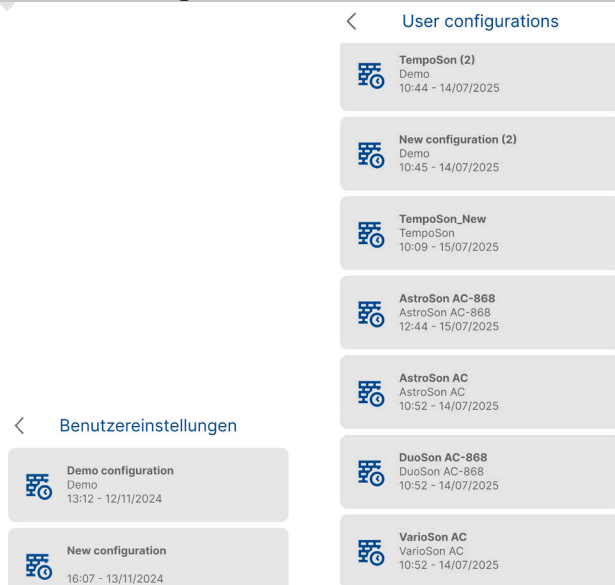 User configurations
TempoSon (2)
Demo
10:44 - 14/07/2025
New configuration (2)
Demo
10:45 - 14/07/2025
TempoSon_New
TempoSon
10:09 - 15/07/2025
AstroSon AC-868
AstroSon AC-868
12:44 - 15/07/2025
AstroSon AC
AstroSon AC
10:52 - 14/07/2025
DuoSon AC-868
DuoSon AC-868
10:52 - 14/07/2025
VarioSon AC
VarioSon AC
10:52 - 14/07/2025
Benutzereinstellungen
Demo configuration
Demo
13:12 - 12/11/2024
New configuration
16:07 - 13/11/2024